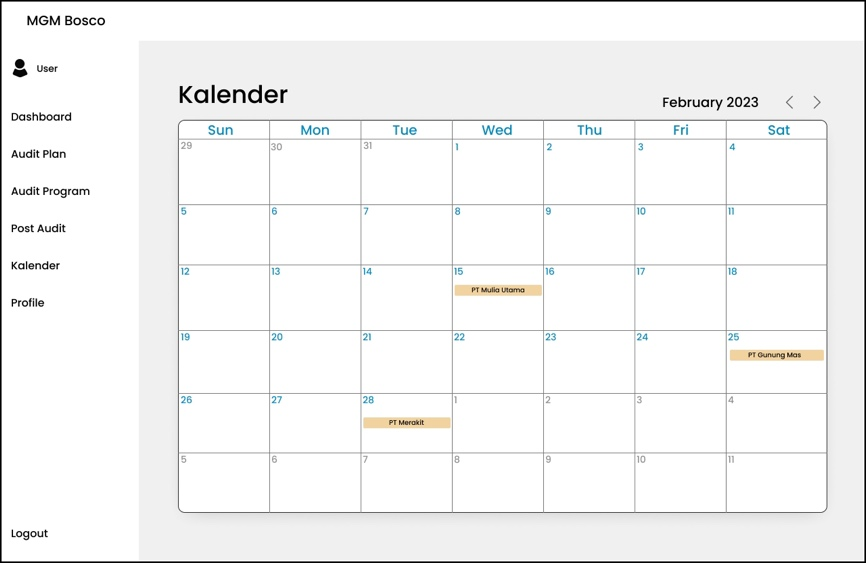 MGM Bosco
User
Dashboard
Audit Plan
Audit Program
Post Audit
Kalender
Profile
Logout
Kalender
February 2023
Sun Mon Tue Wed Thu Fri Sat
29 30 31 1 2 3 4
5 6 7 8 9 10 11
12 13 14 15 16 17 18
PT Mulia Utama
19 20 21 22 23 24 25
PT Gunung Mas
26 27 28 1 2 3 4
PT Merakit
5 6 7 8 9 10 11